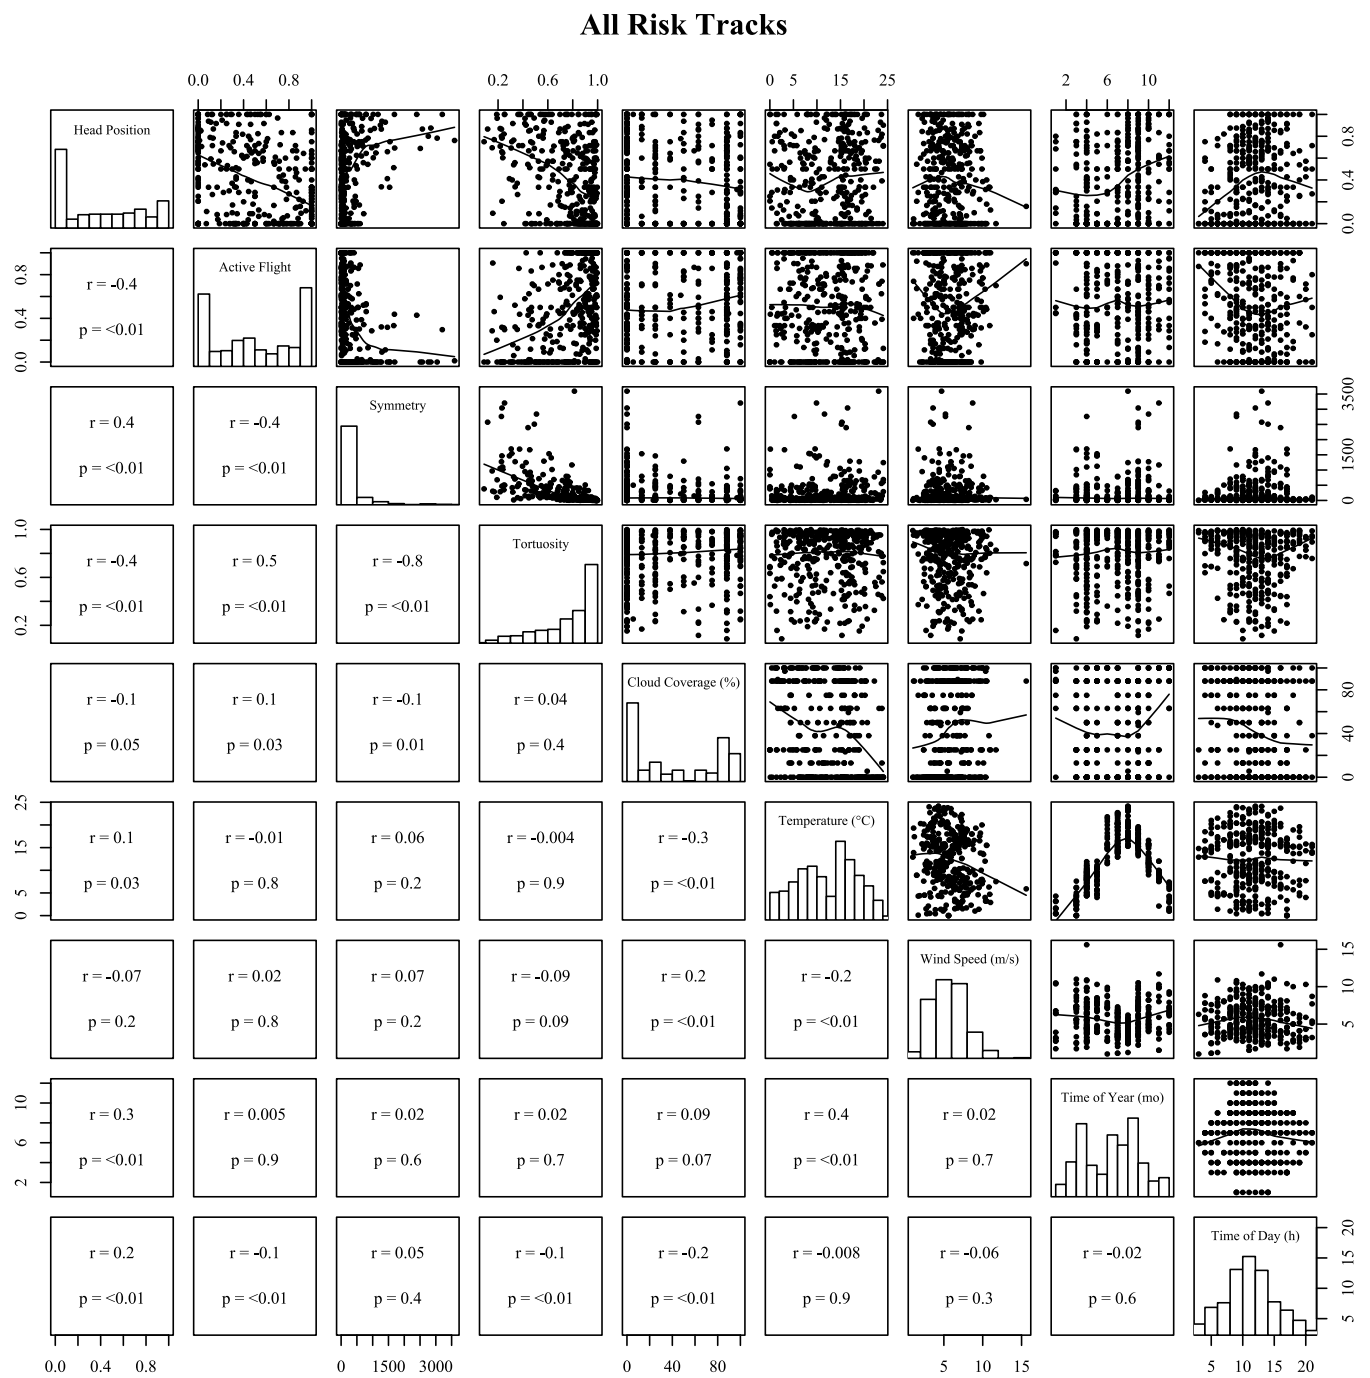 All Risk Tracks
0.0 0.4 0.8 0.2 0.6 1.0 0 5 15 25 2 6 10
Head Position
0.0 0.4 0.8
0.0 0.4 0.8
r = -0.4
p = <0.01
Active Flight
r = 0.4
p = <0.01
r = -0.4
p = <0.01
Symmetry
0 1500 3500
0.2 0.6 1.0
r = -0.4
p = <0.01
r = 0.5
p = <0.01
r = -0.8
p = <0.01
Tortuosity
r = -0.1
p = 0.05
r = 0.1
p = 0.03
r = -0.1
p = 0.01
r = 0.04
p = 0.4
Cloud Coverage (%)
0 40 80
0 5 15 25
r = 0.1
p = 0.03
r = -0.01
p = 0.8
r = 0.06
p = 0.2
r = -0.004
p = 0.9
r = -0.3
p = <0.01
Temperature (°C)
r = -0.07
p = 0.2
r = 0.02
p = 0.8
r = 0.07
p = 0.2
r = -0.09
p = 0.09
r = 0.2
p = <0.01
r = -0.2
p = <0.01
Wind Speed (m/s)
5 10 15
2 6 10
r = 0.3
p = <0.01
r = 0.005
p = 0.9
r = 0.02
p = 0.6
r = 0.02
p = 0.7
r = 0.09
p = 0.07
r = 0.4
p = <0.01
r = 0.02
p = 0.7
Time of Year (mo)
r = 0.2
p = <0.01
r = -0.1
p = <0.01
r = 0.05
p = 0.4
r = -0.1
p = <0.01
r = -0.2
p = <0.01
r = -0.008
p = 0.9
r = -0.06
p = 0.3
r = -0.02
p = 0.6
Time of Day (h)
5 10 15 20
0.0 0.4 0.8 0 1500 3000 0 40 80 5 10 15 5 10 15 20